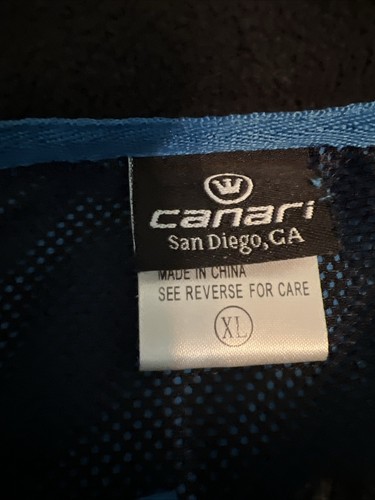 canari
San Diego, CA
MADE IN CHINA
SEE REVERSE FOR CARE
XL